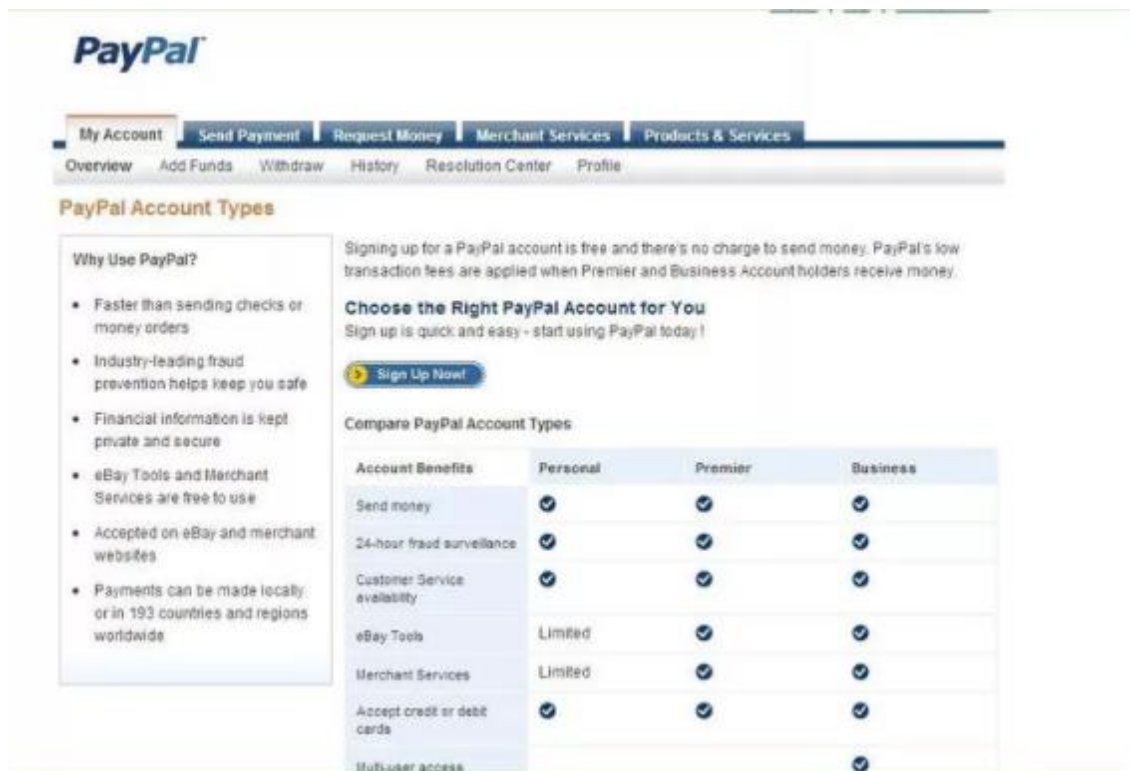 PayPal
My Account Send Payment Request Money Merchant Services Products & Services
Overview Add Funds Withdraw History Resolution Center Profile
PayPal Account Types
Why Use PayPal?
• Faster than sending checks or
money orders
• Industry-leading fraud
prevention helps keep you safe
• Financial information is kept
private and secure
• eBay Tools and Merchant
Services are free to use
• Accepted on eBay and merchant
websites
• Payments can be made locally
or in 193 countries and regions
worldwide
Signing up for a PayPal account is free and there's no charge to send money. PayPal's low
transaction fees are applied when Premier and Business Account holders receive money.
Choose the Right PayPal Account for You
Sign up is quick and easy - start using PayPal today !
Sign Up Now!
Compare PayPal Account Types
Account Benefits Personal Premier Business
Send money
24-hour fraud surveillance
Customer Service
availability
eBay Tools Limited
Merchant Services Limited
Accept credit or debit
cards
Multi-user access